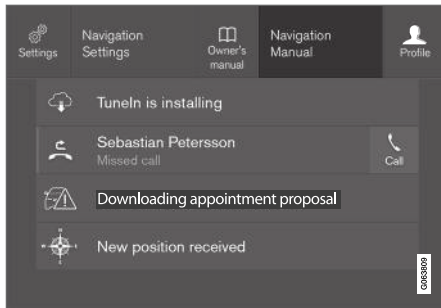 Settings
Navigation
Settings
Owner's
manual
Navigation
Manual
Profile
TuneIn is installing
Sebastian Petersson
Missed call
Call
Downloading appointment proposal
New position received
G063809